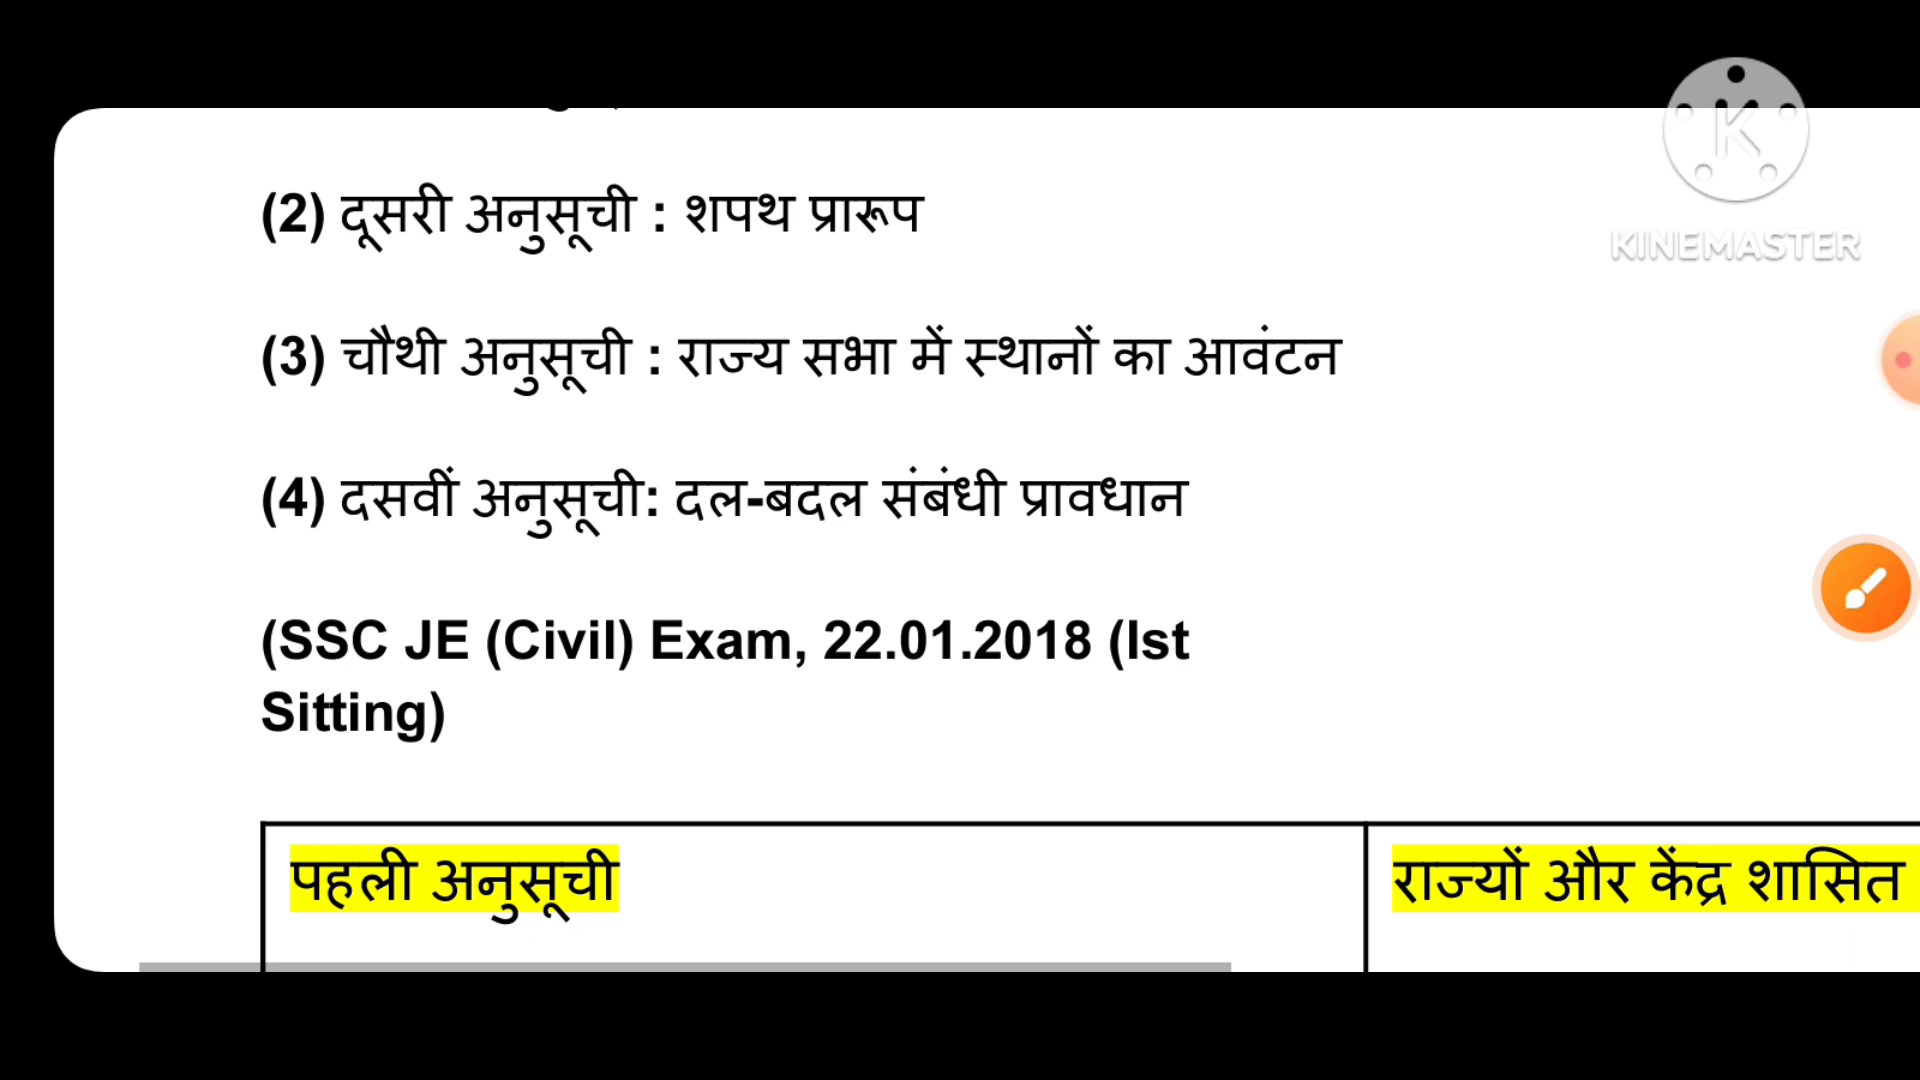 K
KINEMASTER
(2) दूसरी अनुसूची : शपथ प्रारूप
(3) चौथी अनुसूची : राज्य सभा में स्थानों का आवंटन
(4) दसवीं अनुसूची: दल-बदल संबंधी प्रावधान
(SSC JE (Civil) Exam, 22.01.2018 (Ist
Sitting)
पहली अनुसूची
राज्यों और केंद्र शासित